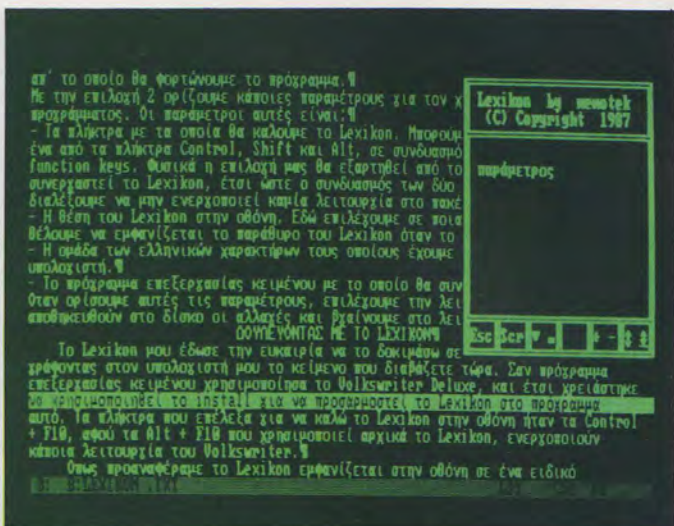 απ' το οποίο θα φορτώνουμε το πρόγραμμα.¶
Με την επιλογή 2 ορίζουμε κάποιες παραμέτρους για τον χ
προγράμματος. Οι παράμετροι αυτές είναι:¶
- Τα πλήκτρα με τα οποία θα καλούμε το Lexikon. Μπορούμ
ένα από τα πλήκτρα Control, Shift και Alt, σε συνδυασμό
function keys. Φυσικά η επιλογή μας θα εξαρτηθεί από το
συνεργαστεί το Lexikon, έτσι ώστε ο συνδυασμός των δύο
διαλέξουμε να μην ενεργοποιεί καμία λειτουργία στο πακέ
- Η θέση του Lexikon στην οθόνη. Εδώ επιλέγουμε σε ποια
θέλουμε να εμφανίζεται το παράθυρο του Lexikon όταν το
- Η ομάδα των ελληνικών χαρακτήρων τους οποίους έχουμε
υπολογιστή.¶
- Το πρόγραμμα επεξεργασίας κειμένου με το οποίο θα συν
Οταν ορίσουμε αυτές τις παραμέτρους, επιλέχουμε την λει
αποθηκευθούν στο δίσκο οι αλλαγές και βγαίνουμε στο λει
ΔΟΥΛΕΥΟΝΤΑΣ ΜΕ ΤΟ LEXIKON¶
Το Lexikon μου έδωσε την ευκαιρία να το δοκιμάσω σε
γράφοντας στον υπολογιστή μου το κείμενο που διαβάζετε τώρα. Σαν πρόγραμμα
επεξεργασίας κειμένου χρησιμοποίησα το Volkswriter Deluxe, και έτσι χρειάστηκε
να χρησιμοποιηθεί το install για να προσαρμοστεί το Lexikon στο πρόγραμμα
αυτό. Τα πλήκτρα που επέλεξα για να καλώ το Lexikon στην οθόνη ήταν τα Control
+ F10, αφού τα Alt + F10 που χρησιμοποιεί αρχικά το Lexikon, ενεργοποιούν
κάποια λειτουργία του Volkswriter.¶
Οπως προαναφέραμε το Lexikon εμφανίζεται στην οθόνη σε ένα ειδικό
B:LEXIKON .TXT
Lexikon by memotek
(C) Copyright 1987
παράμετρος
Esc Scr ▼ + - ↕ ‡